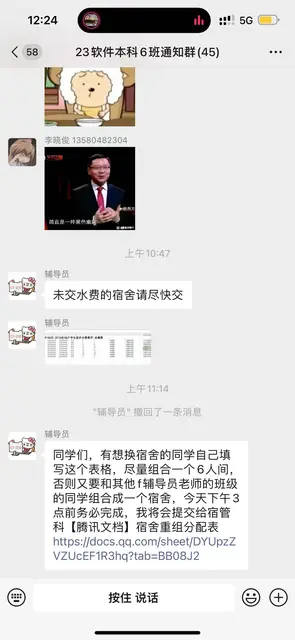 12:24
5G
58
23软件本科6班通知群(45)
李晓俊 13580482304
上午10:47
辅导员
未交水费的宿舍请尽快交
辅导员
上午11:14
"辅导员" 撤回了一条消息
辅导员
同学们，有想换宿舍的同学自己填
写这个表格，尽量组合一个6人间，
否则又要和其他f辅导员老师的班级
的同学组合成一个宿舍，今天下午3
点前务必完成，我将会提交给宿管
科【腾讯文档】宿舍重组分配表
https://docs.qq.com/sheet/DYUpzZ
VZUcEF1R3hq?tab=BB08J2
按住 说话